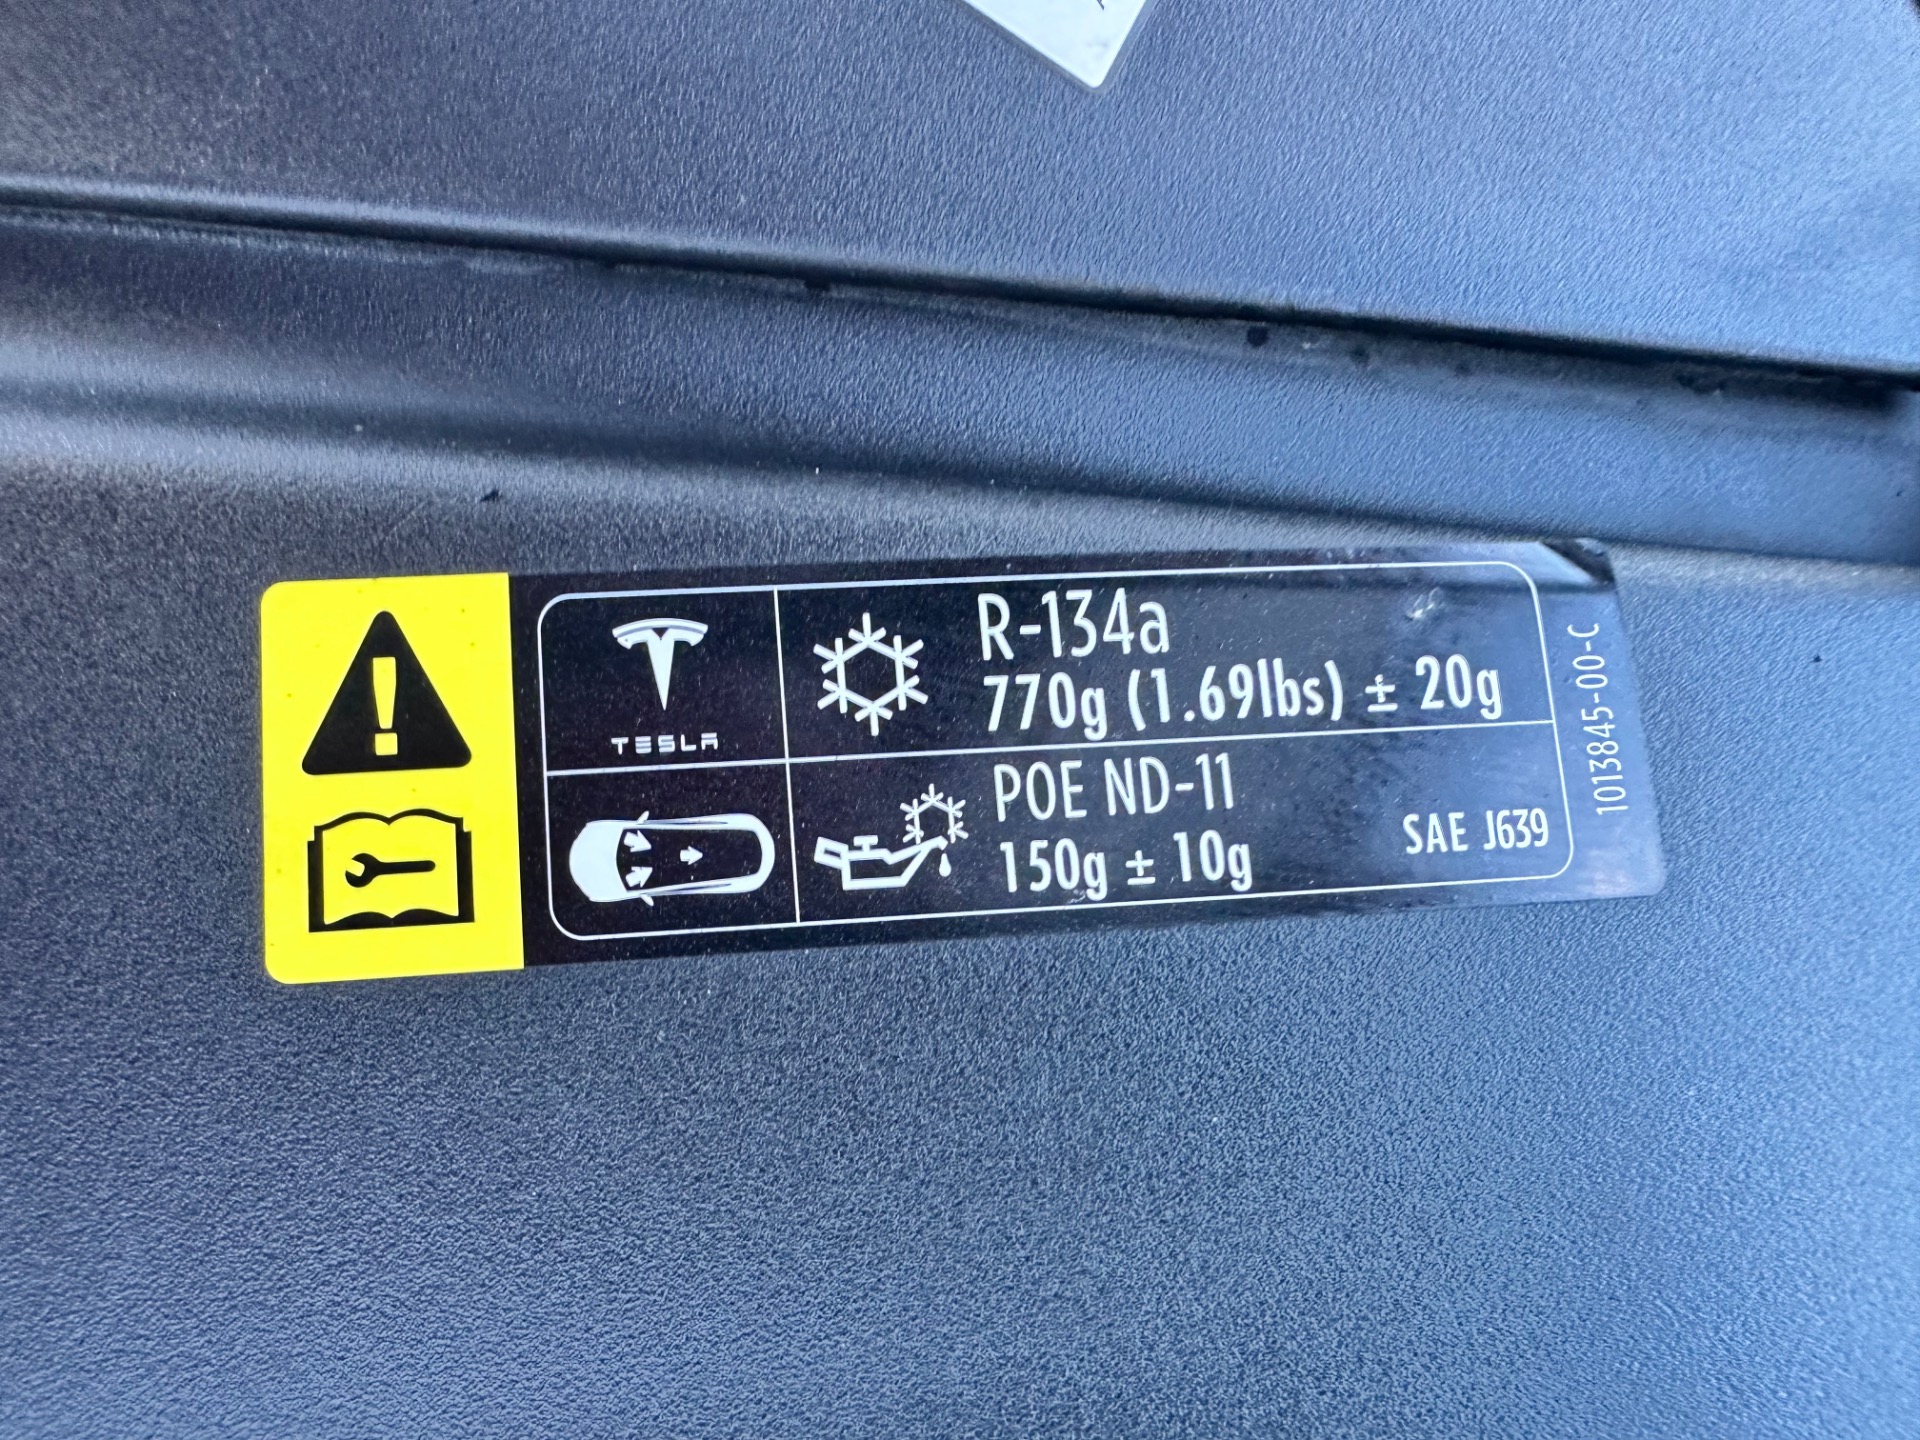 TESLA
R-134a
770g (1.69lbs) ± 20g
POE ND-11
150g ± 10g
SAE J639
1013845-00-C